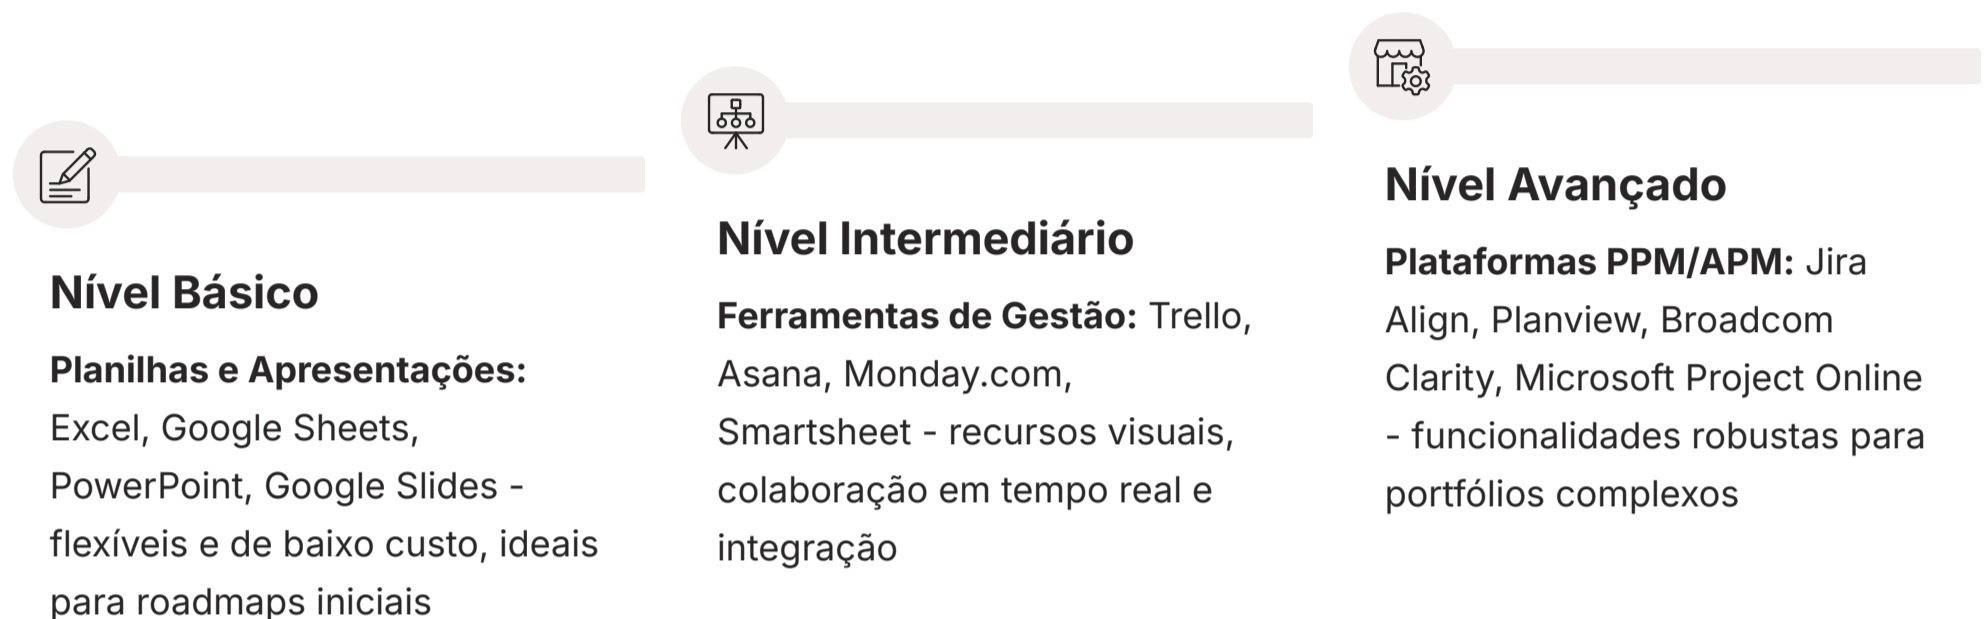 Nível Básico
Planilhas e Apresentações:
Excel, Google Sheets,
PowerPoint, Google Slides -
flexíveis e de baixo custo, ideais
para roadmaps iniciais
Nível Intermediário
Ferramentas de Gestão: Trello,
Asana, Monday.com,
Smartsheet - recursos visuais,
colaboração em tempo real e
integração
Nível Avançado
Plataformas PPM/APM: Jira
Align, Planview, Broadcom
Clarity, Microsoft Project Online
- funcionalidades robustas para
portfólios complexos